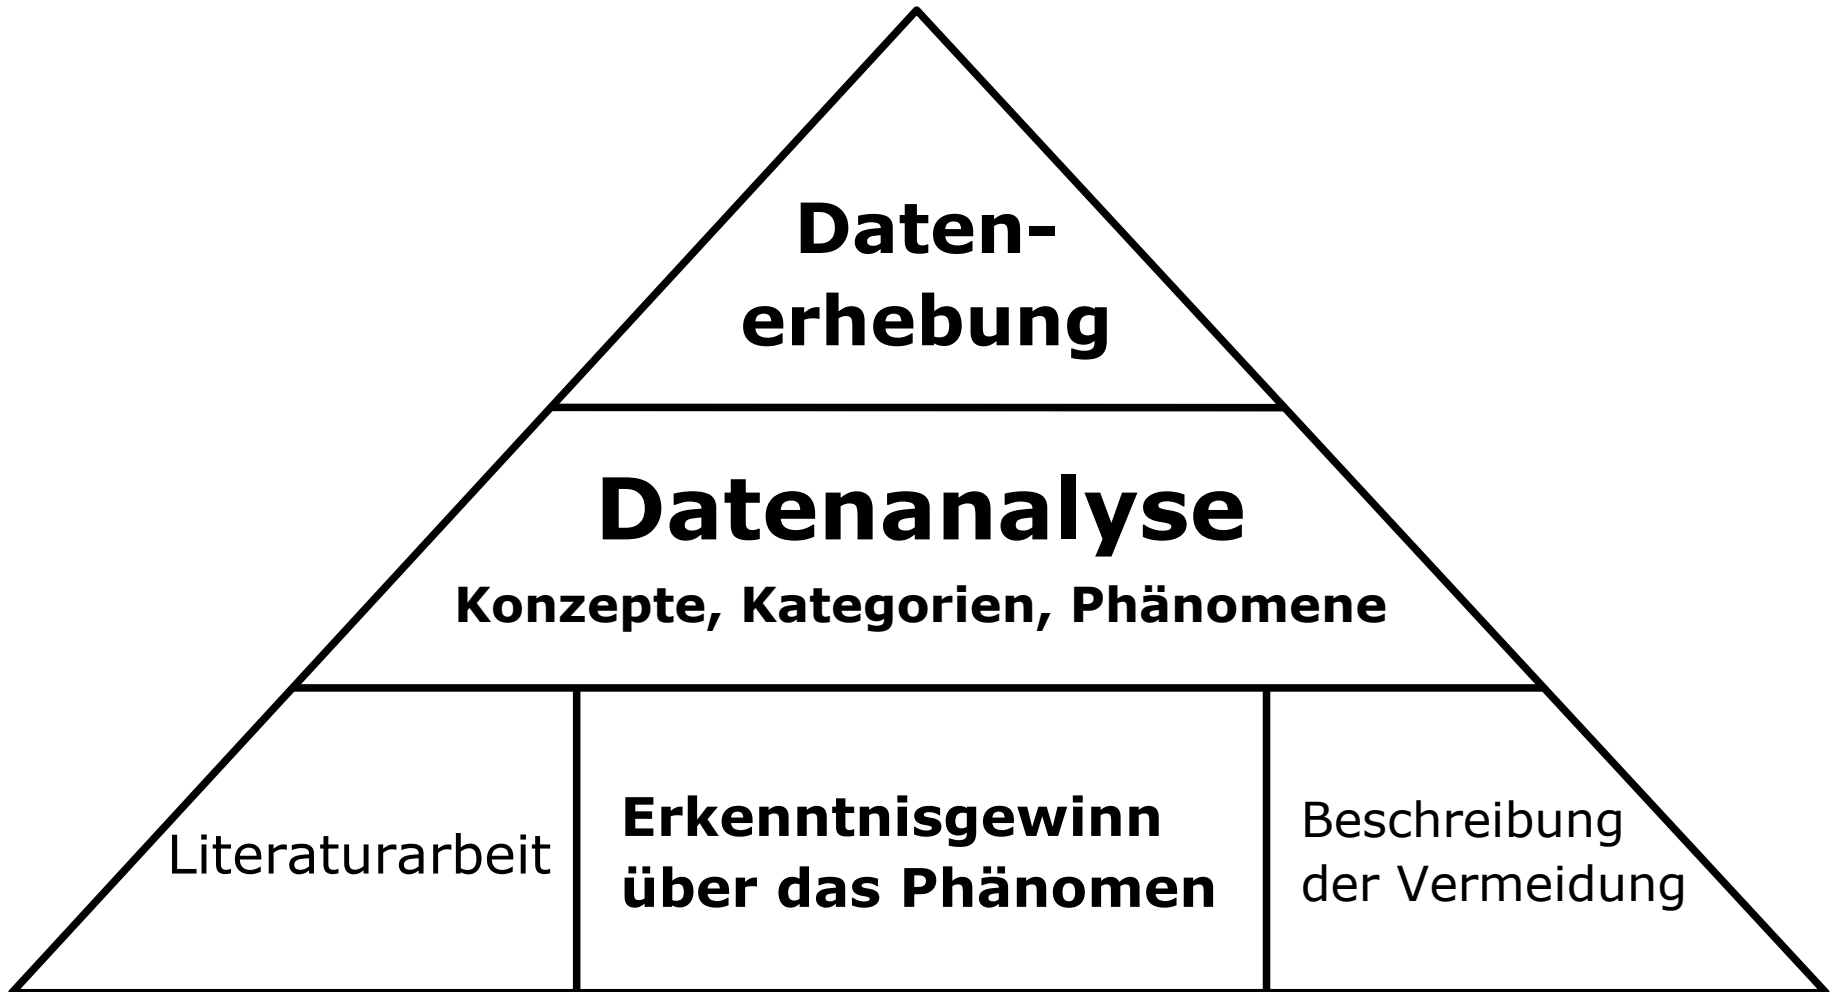 Daten-
erhebung
Datenanalyse
Konzepte, Kategorien, Phänomene
Literaturarbeit
Erkenntnisgewinn
über das Phänomen
Beschreibung
der Vermeidung